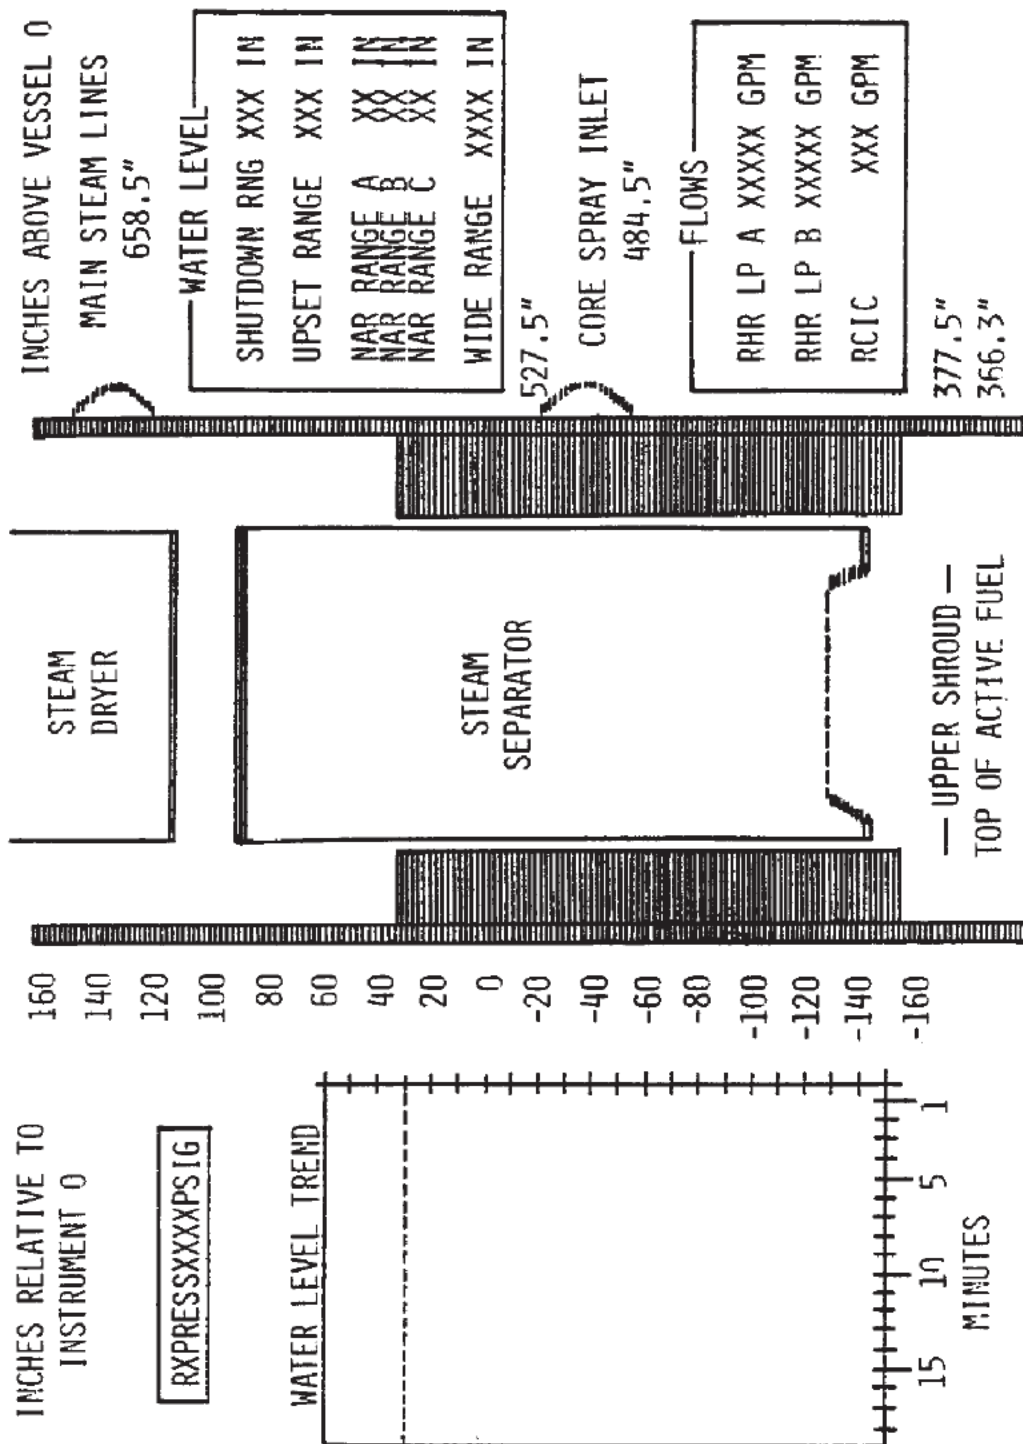 INCHES RELATIVE TO
INSTRUMENT 0
RXPRESSXXXXPSIG
WATER LEVEL TREND
15
10
5
1
MINUTES
160
140
120
100
80
60
40
20
0
-20
-40
-60
-80
-100
-120
-140
-160
STEAM
DRYER
STEAM
SEPARATOR
— UPPER SHROUD —
TOP OF ACTIVE FUEL
INCHES ABOVE VESSEL 0
MAIN STEAM LINES
658.5"
WATER LEVEL
SHUTDOWN RNG XXX IN
UPSET RANGE XXX IN
NAR RANGE A XX IN
NAR RANGE B XX IN
NAR RANGE C XX IN
WIDE RANGE XXXX IN
527.5"
CORE SPRAY INLET
484.5"
FLOWS
RHR LP A XXXXX GPM
RHR LP B XXXXX GPM
RCIC XXX GPM
377.5"
366.3"